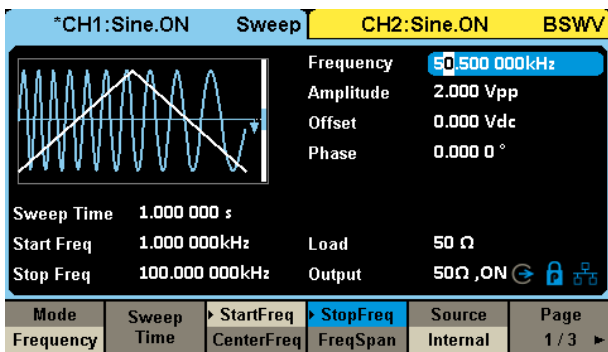 *CH1:Sine.ON Sweep CH2:Sine.ON BSWV
Frequency 50.500 000kHz
Amplitude 2.000 Vpp
Offset 0.000 Vdc
Phase 0.000 0 °
Sweep Time 1.000 000 s
Start Freq 1.000 000kHz Load 50 Ω
Stop Freq 100.000 000kHz Output 50Ω ,ON P
Mode Sweep StartFreq StopFreq Source Page
Frequency Time CenterFreq FreqSpan Internal 1 / 3